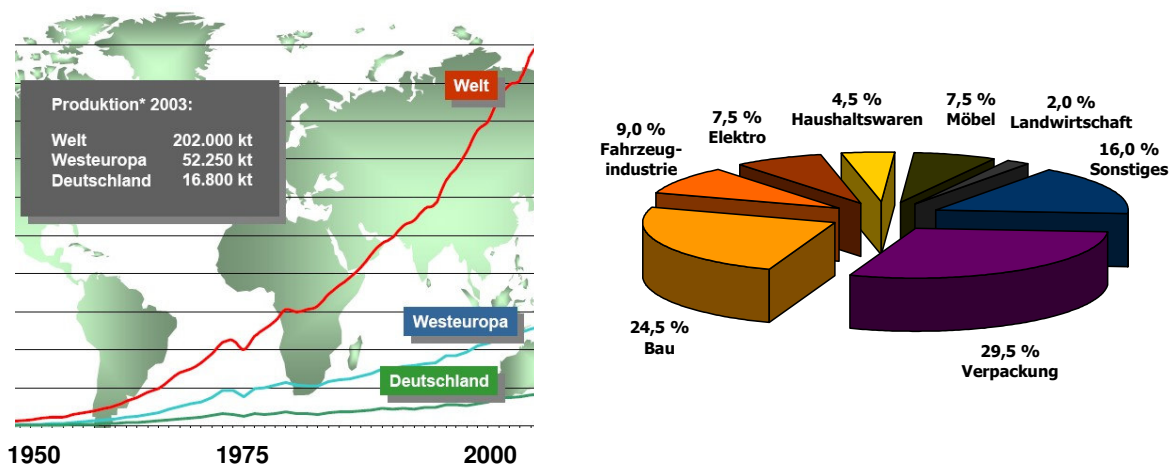 Welt
Produktion* 2003:
Welt 202.000 kt
Westeuropa 52.250 kt
Deutschland 16.800 kt
Westeuropa
Deutschland
1950 1975 2000
4,5 %
Haushaltswaren
7,5 %
Möbel
2,0 %
Landwirtschaft
7,5 %
Elektro
9,0 %
Fahrzeug-
industrie
16,0 %
Sonstiges
24,5 %
Bau
29,5 %
Verpackung